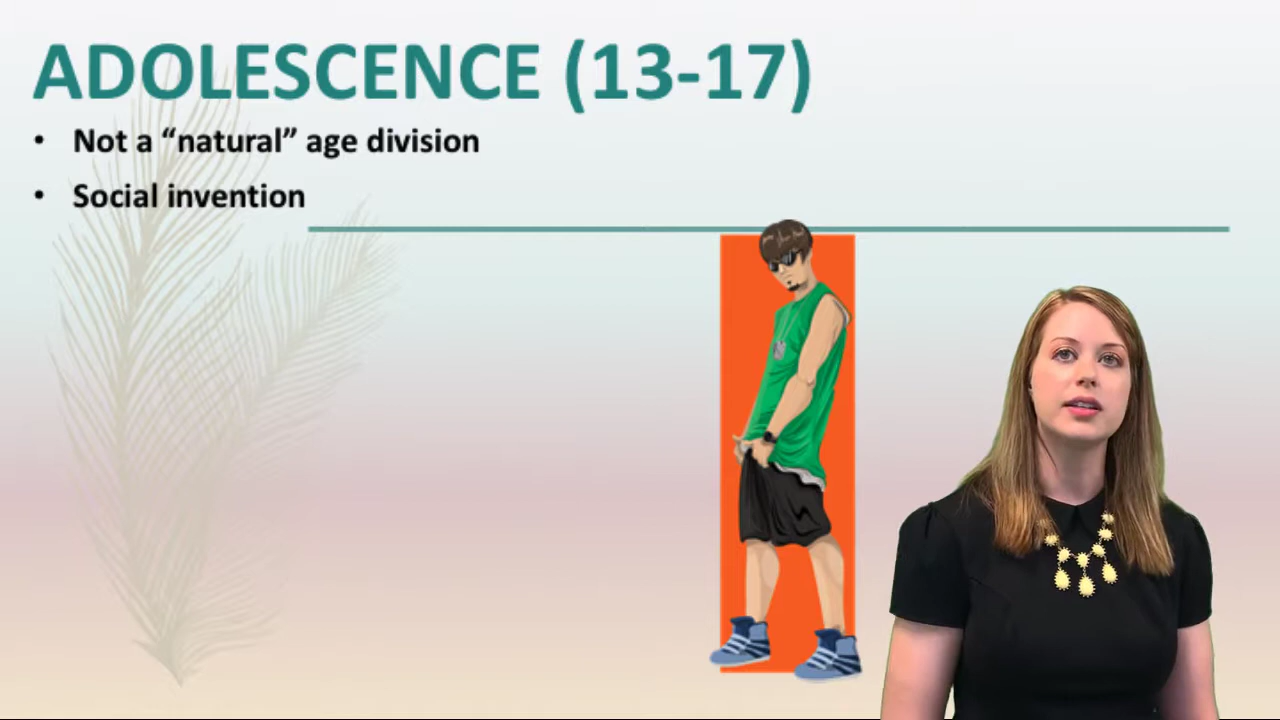 ADOLESCENCE (13-17)
• Not a “natural” age division
• Social invention